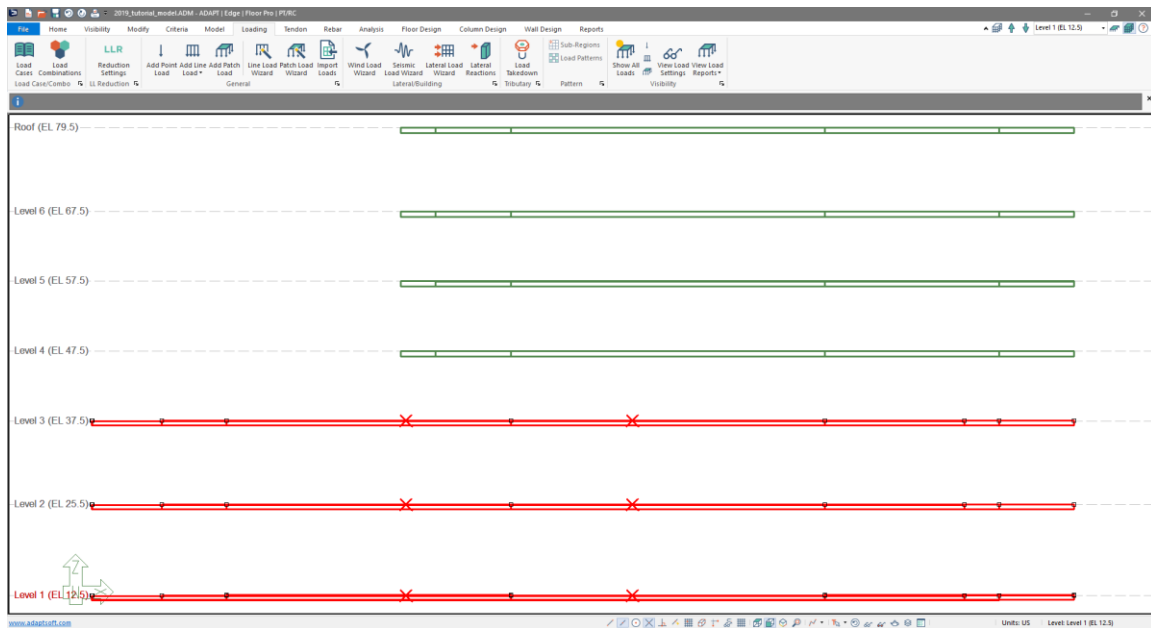 2019_tutorial_model.ADM - ADAPT | Edge | Floor Pro | PT/RC
File Home Visibility Modify Criteria Model Loading Tendon Rebar Analysis Floor Design Column Design Wall Design Reports
Level 1 (EL 12.5)
Load Cases
Load Combinations
Load Case/Combo
LLR
Reduction Settings
LL Reduction
Add Point Load
Add Line Load
Add Patch Load
Line Load Wizard
Patch Load Wizard
Import Loads
General
Wind Load Wizard
Seismic Load Wizard
Lateral Load Wizard
Lateral Reactions
Lateral/Building
Load Takedown
Tributary
Sub-Regions
Load Patterns
Pattern
Show All Loads
View Load Settings
View Load Reports
Visibility
Roof (EL 79.5)
Level 6 (EL 67.5)
Level 5 (EL 57.5)
Level 4 (EL 47.5)
Level 3 (EL 37.5)
Level 2 (EL 25.5)
Z
Level 1 (EL 12.5)
X
www.adaptsoft.com
Units: US
Level: Level 1 (EL 12.5)